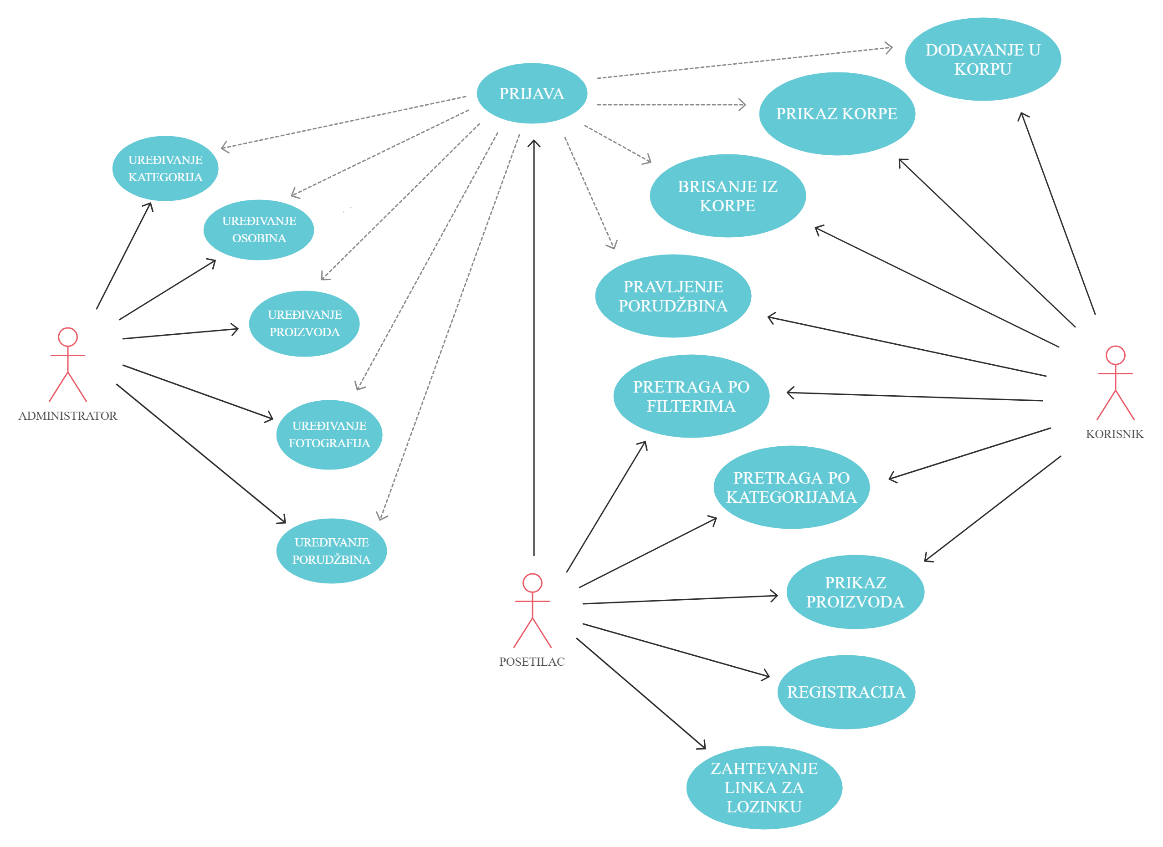 DODAVANJE U
KORPU
PRIJAVA
PRIKAZ KORPE
UREĐIVANJE
KATEGORIJA
BRISANJE IZ
KORPE
UREĐIVANJE
OSOBINA
PRAVLJENJE
PORUDŽBINA
UREĐIVANJE
PROIZVODA
PRETRAGA PO
FILTERIMA
ADMINISTRATOR
KORISNIK
UREĐIVANJE
FOTOGRAFIJA
PRETRAGA PO
KATEGORIJAMA
UREĐIVANJE
PORUDŽBINA
PRIKAZ
PROIZVODA
POSETILAC
REGISTRACIJA
ZAHTEVANJE
LINKA ZA
LOZINKU